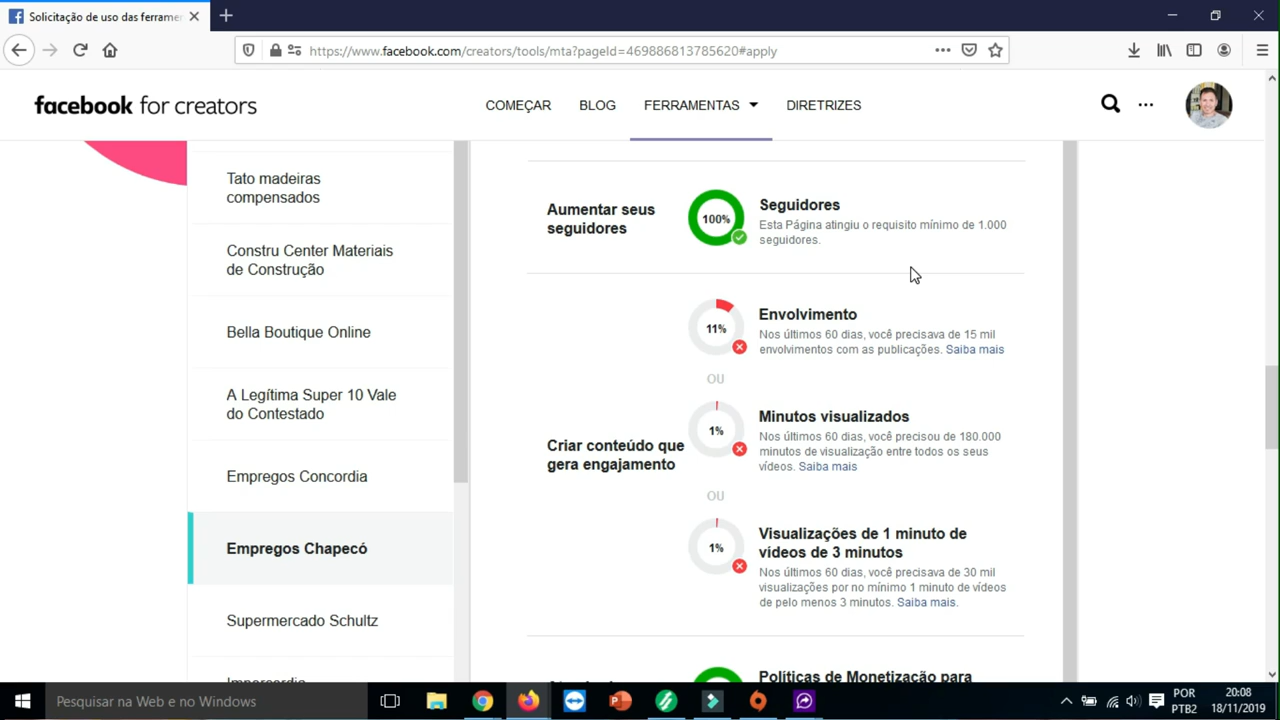 Solicitação de uso das ferrame
https://www.facebook.com/creators/tools/mta?pageId=469886813785620#apply
facebook for creators
COMEÇAR
BLOG
FERRAMENTAS
DIRETRIZES
Tato madeiras
compensados
Constru Center Materiais
de Construção
Bella Boutique Online
A Legítima Super 10 Vale
do Contestado
Empregos Concordia
Empregos Chapecó
Supermercado Schultz
Aumentar seus
seguidores
100%
Seguidores
Esta Página atingiu o requisito mínimo de 1.000
seguidores.
Criar conteúdo que
gera engajamento
11%
Envolvimento
Nos últimos 60 dias, você precisava de 15 mil
envolvimentos com as publicações. Saiba mais
OU
1%
Minutos visualizados
Nos últimos 60 dias, você precisou de 180.000
minutos de visualização entre todos os seus
vídeos. Saiba mais
OU
1%
Visualizações de 1 minuto de
vídeos de 3 minutos
Nos últimos 60 dias, você precisava de 30 mil
visualizações por no mínimo 1 minuto de vídeos
de pelo menos 3 minutos. Saiba mais.
Políticas de Monetização para
Pesquisar na Web e no Windows
POR
PTB2
20:08
18/11/2019